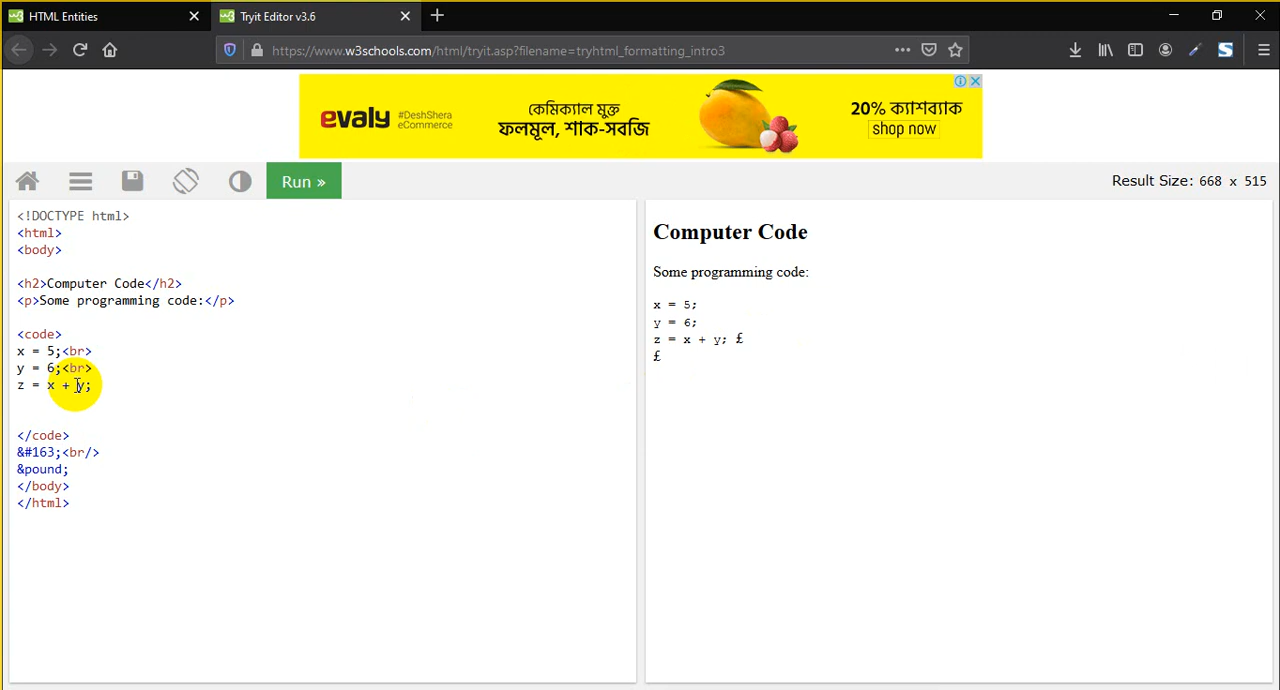 HTML Entities
Tryit Editor v3.6
https://www.w3schools.com/html/tryit.asp?filename=tryhtml_formatting_intro3
evaly #DeshShera eCommerce
কেমিক্যাল মুক্ত
ফলমূল, শাক-সবজি
20% ক্যাশব্যাক
shop now
Run »
Result Size: 668 x 515
<!DOCTYPE html>
<html>
<body>
<h2>Computer Code</h2>
<p>Some programming code:</p>
<code>
x = 5;<br>
y = 6;<br>
z = x + y;
</code>
&#163;<br/>
&pound;
</body>
</html>
Computer Code
Some programming code:
x = 5;
y = 6;
z = x + y; £
£